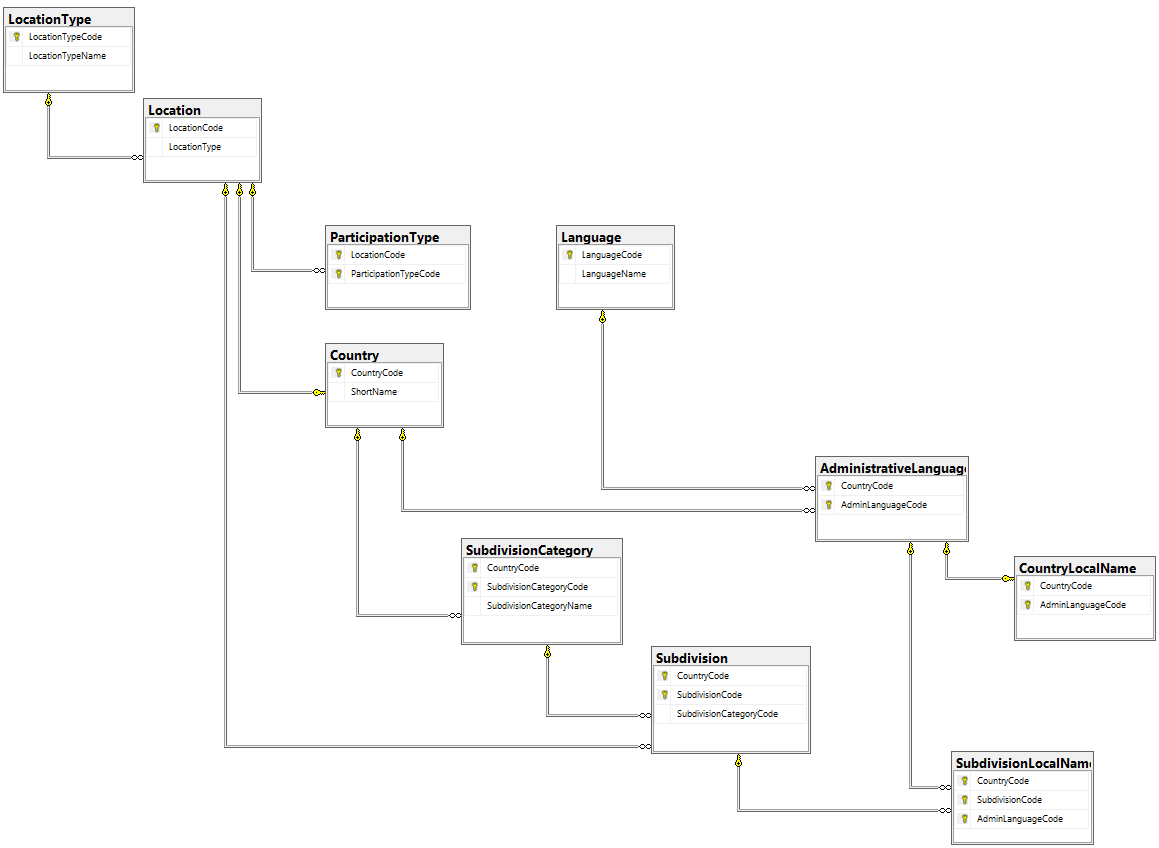 LocationType
LocationTypeCode
LocationTypeName
Location
LocationCode
LocationType
ParticipationType
LocationCode
ParticipationTypeCode
Language
LanguageCode
LanguageName
Country
CountryCode
ShortName
AdministrativeLanguag
CountryCode
AdminLanguageCode
SubdivisionCategory
CountryCode
SubdivisionCategoryCode
SubdivisionCategoryName
CountryLocalName
CountryCode
AdminLanguageCode
Subdivision
CountryCode
SubdivisionCode
SubdivisionCategoryCode
SubdivisionLocalName
CountryCode
SubdivisionCode
AdminLanguageCode